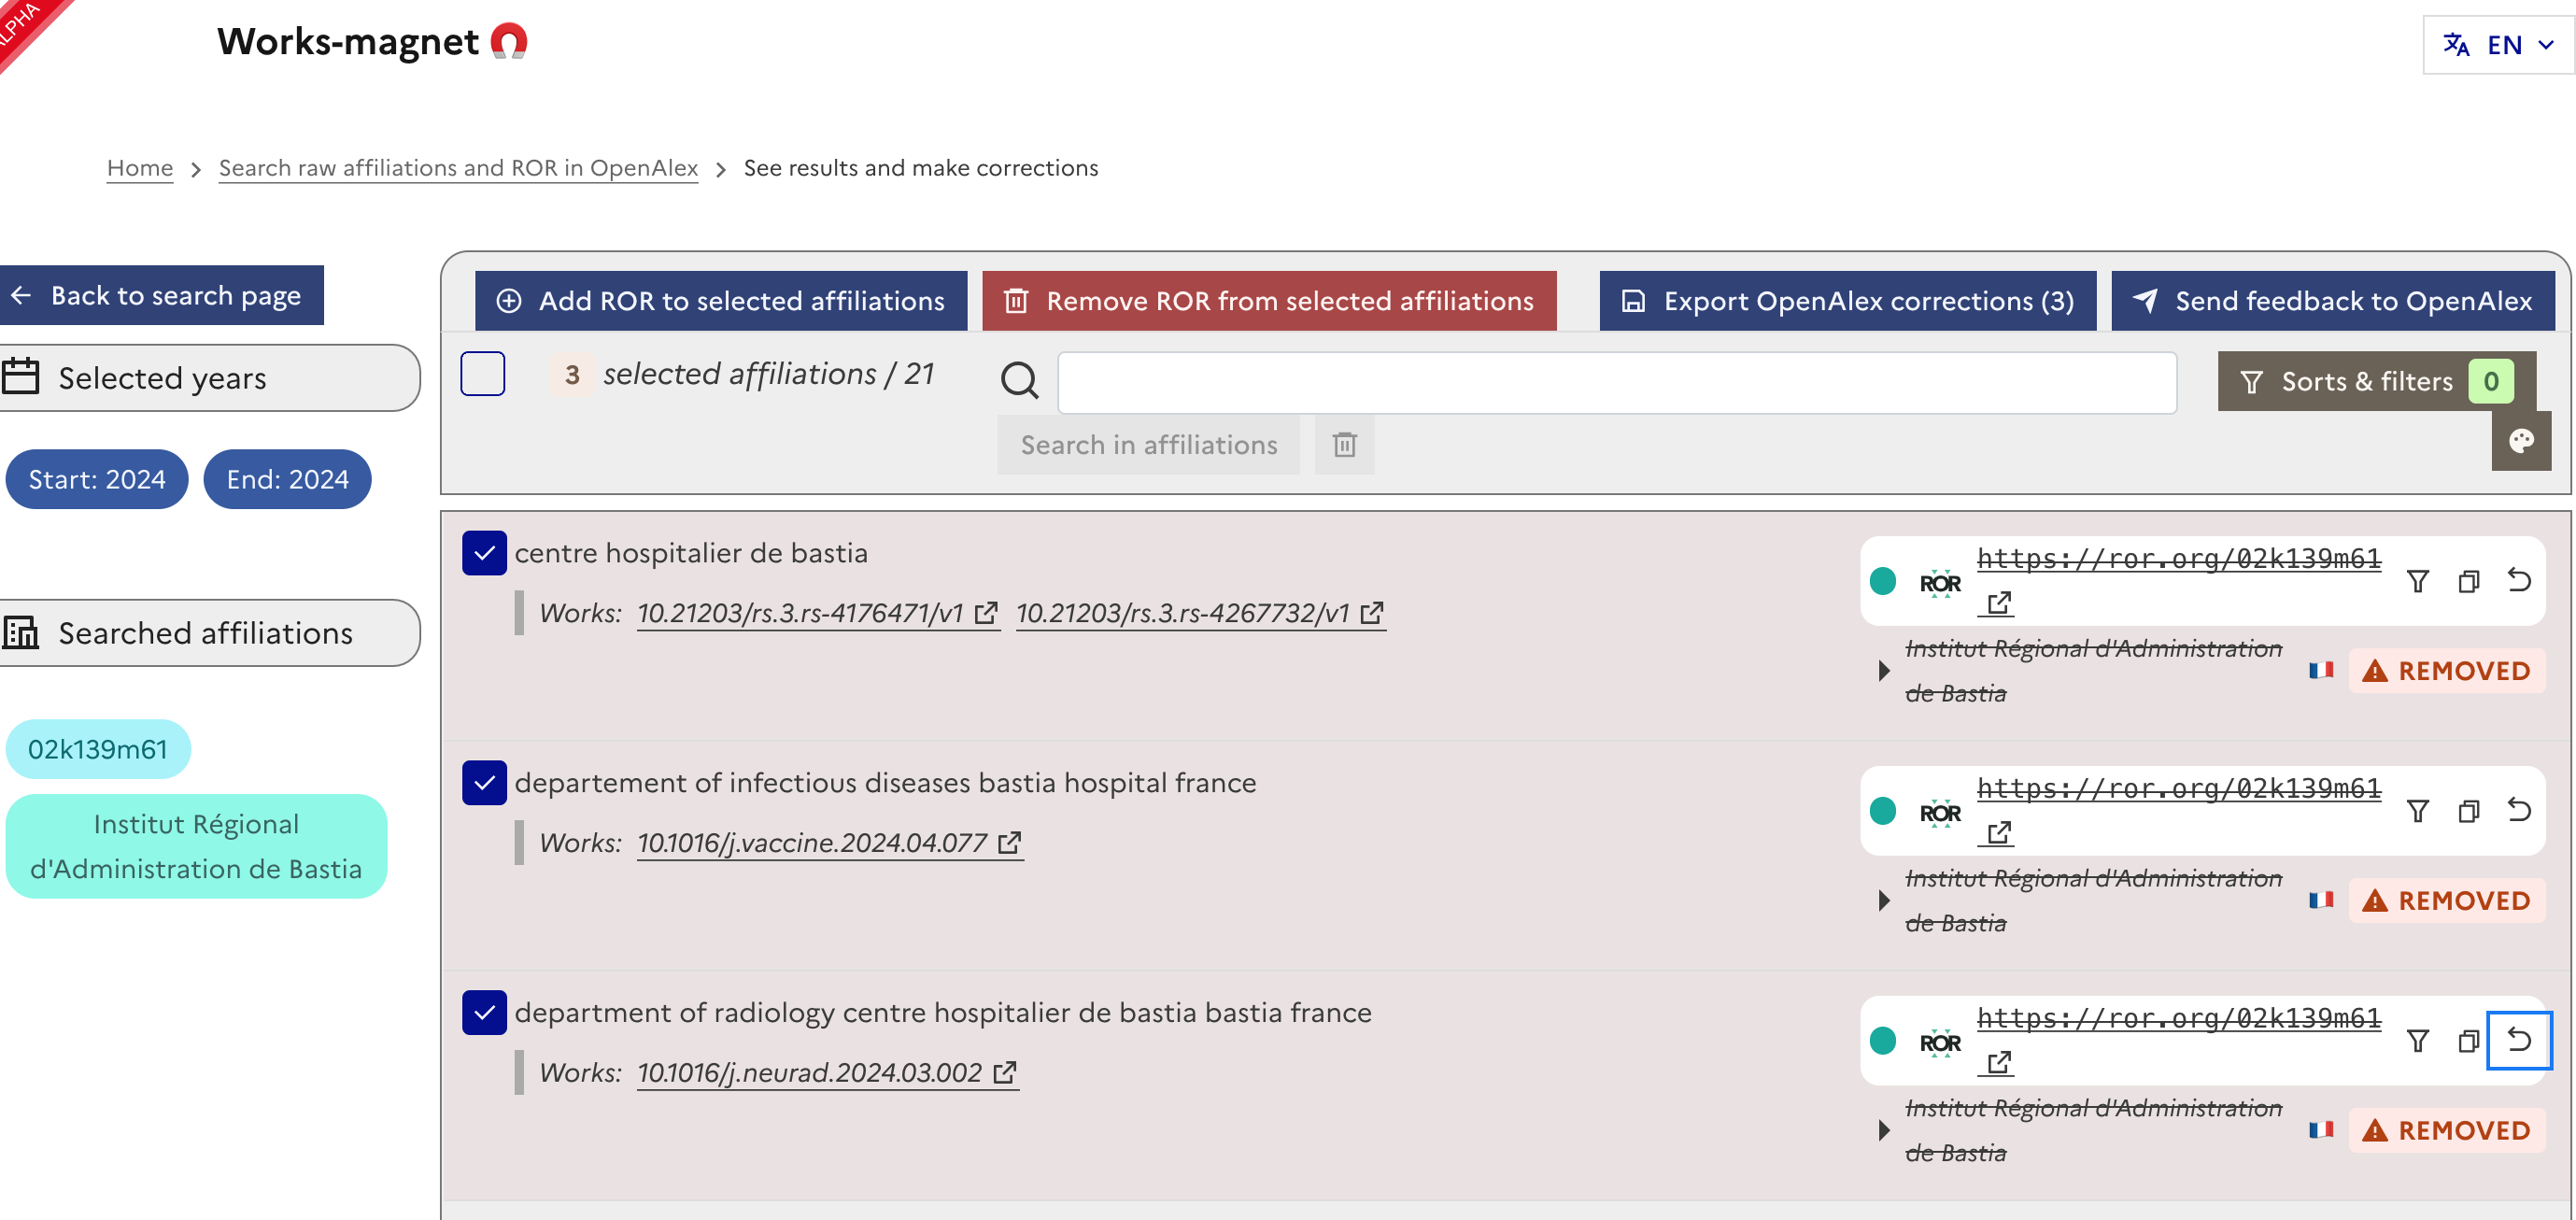 Works-magnet
EN
Home > Search raw affiliations and ROR in OpenAlex > See results and make corrections
Back to search page
Selected years
Start: 2024 End: 2024
Searched affiliations
02k139m61
Institut Régional
d'Administration de Bastia
Add ROR to selected affiliations
Remove ROR from selected affiliations
Export OpenAlex corrections (3)
Send feedback to OpenAlex
3 selected affiliations / 21
Sorts & filters 0
Search in affiliations
centre hospitalier de bastia
Works: 10.21203/rs.3.rs-4176471/v1 10.21203/rs.3.rs-4267732/v1
ROR https://ror.org/02k139m61
Institut Régional d'Administration
de Bastia
REMOVED
departement of infectious diseases bastia hospital france
Works: 10.1016/j.vaccine.2024.04.077
ROR https://ror.org/02k139m61
Institut Régional d'Administration
de Bastia
REMOVED
department of radiology centre hospitalier de bastia bastia france
Works: 10.1016/j.neurad.2024.03.002
ROR https://ror.org/02k139m61
Institut Régional d'Administration
de Bastia
REMOVED